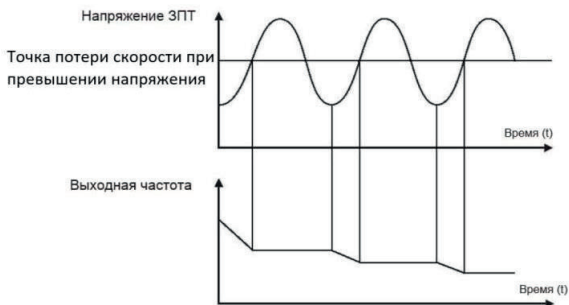 Напряжение ЗПТ
Точка потери скорости при
превышении напряжения
Время (t)
Выходная частота
Время (t)